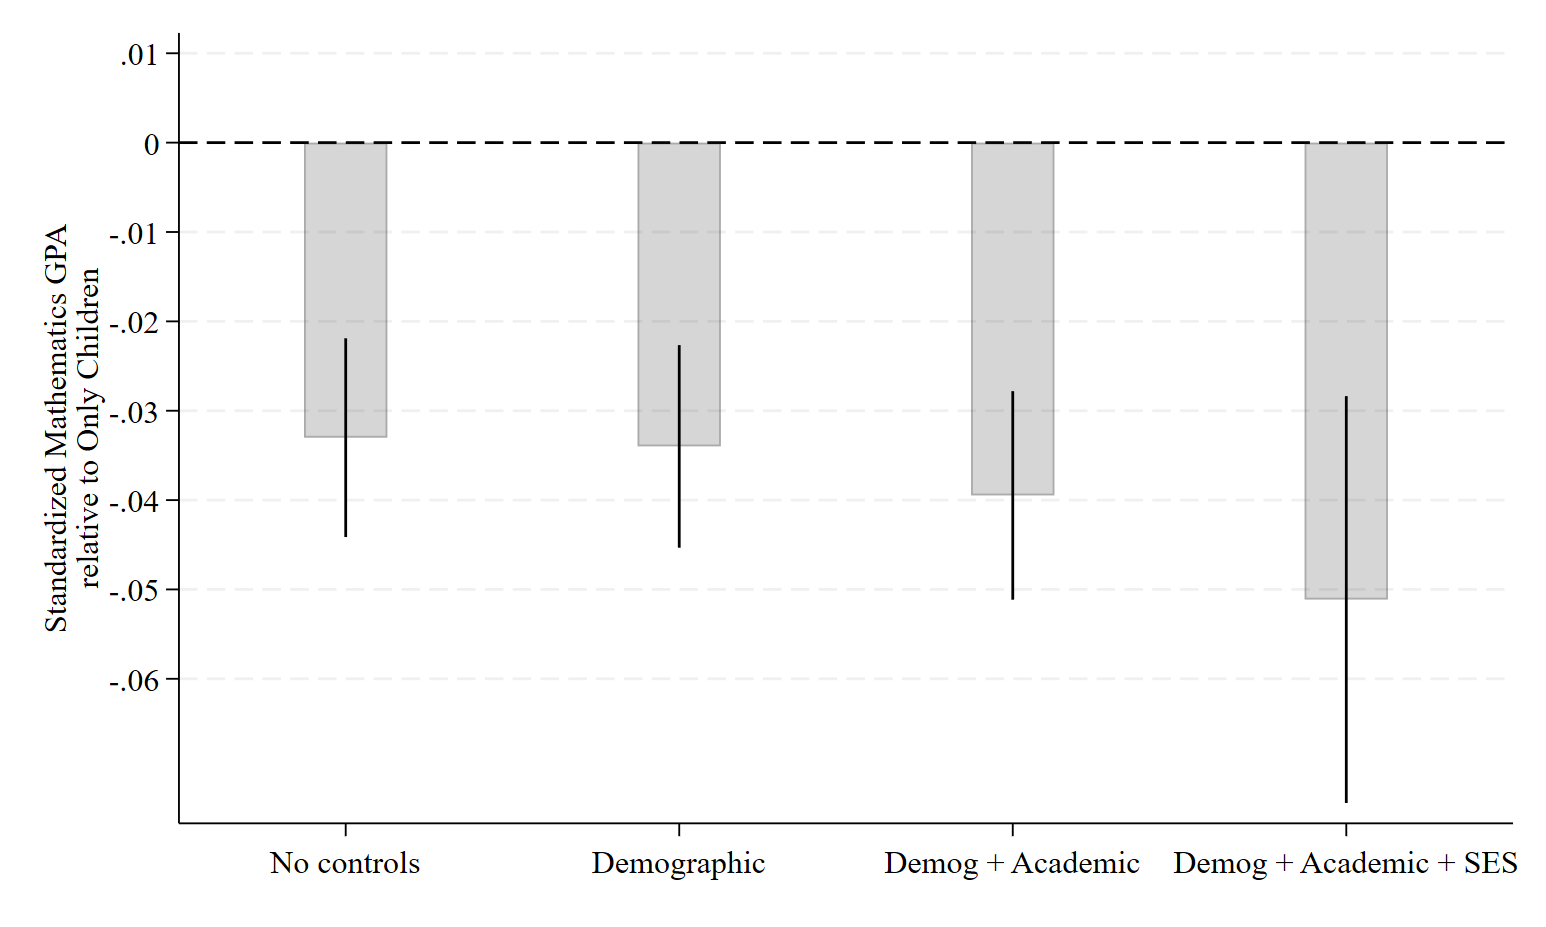 Standardized Mathematics GPA
relative to Only Children
.01
0
-.01
-.02
-.03
-.04
-.05
-.06
No controls
Demographic
Demog + Academic
Demog + Academic + SES